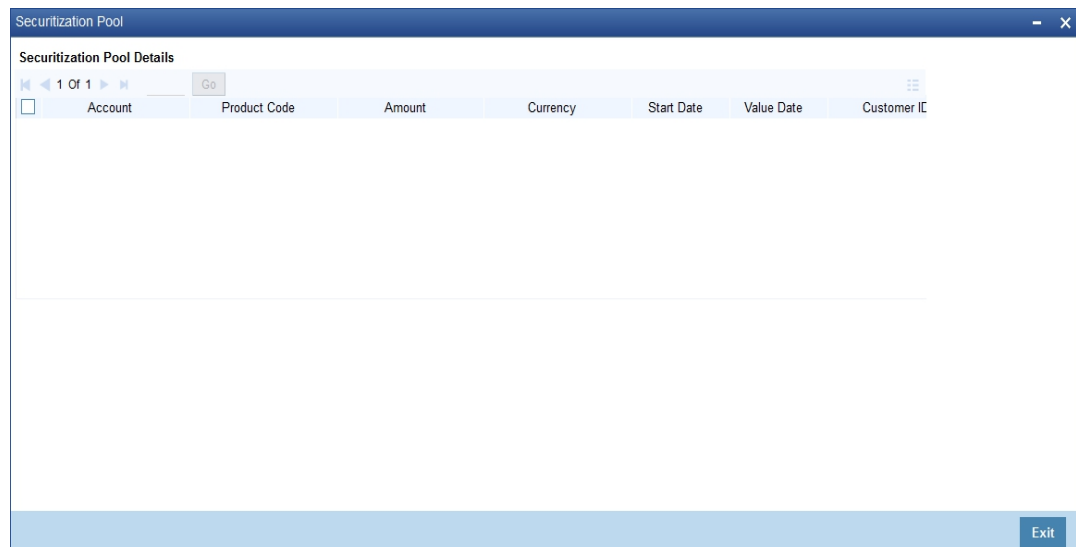 Securitization Pool
Securitization Pool Details
1 Of 1 Go
Account Product Code Amount Currency Start Date Value Date Customer ID
Exit